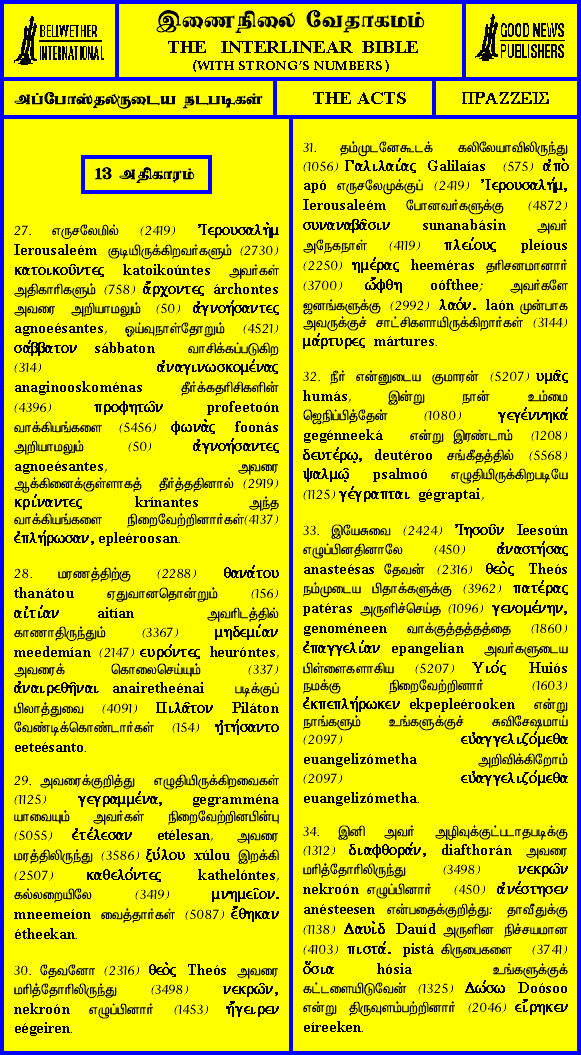 BELLWETHER
INTERNATIONAL
இணைநிலை வேதாகமம்
THE INTERLINEAR BIBLE
(WITH STRONG'S NUMBERS)
GOOD NEWS
PUBLISHERS
அப்போஸ்தலருடைய நடபடிகள்
THE ACTS
ΠΡΑΖΖΕΙΣ
13 அதிகாரம்
27. எருசலேமில் (2419) Ἰερουσαλὴμ
Ierousaleém குடியிருக்கிறவர்களும் (2730)
κατοικοῦντες katoikoúntes அவர்கள்
அதிகாரிகளும் (758) ἄρχοντες árchontes
அவரை அறியாமலும் (50) ἀγνοήσαντες
agnoeésantes, ஓய்வுநாள்தோறும் (4521)
σάββατον sábbaton வாசிக்கப்படுகிற
(314) ἀναγινωσκομένας
anaginooskoménas தீர்க்கதரிசிகளின்
(4396) προφητῶν profeetoón
வாக்கியங்களை (5456) φωνὰς foonás
அறியாமலும் (50) ἀγνοήσαντες
agnoeésantes, அவரை
ஆக்கினைக்குள்ளாகத் தீர்த்ததினால் (2919)
κρίναντες krínantes அந்த
வாக்கியங்களை நிறைவேற்றினார்கள்(4137)
ἐπλήρωσαν, epleéroosan.
28. மரணத்திற்கு (2288) θανάτου
thanátou ஏதுவானதொன்றும் (156)
αἰτίαν aitían அவரிடத்தில்
காணாதிருந்தும் (3367) μηδεμίαν
meedemían (2147) ευρόντες heuróntes,
அவரைக் கொலைசெய்யும் (337)
ἀναιρεθῆναι anairetheénai படிக்குப்
பிலாத்துவை (4091) Πιλᾶτον Piláton
வேண்டிக்கொண்டார்கள் (154) ᾐτήσαντο
eeteésanto.
29. அவரைக்குறித்து எழுதியிருக்கிறவைகள்
(1125) γεγραμμένα, gegramména
யாவையும் அவர்கள் நிறைவேற்றினபின்பு
(5055) ἐτέλεσαν etélesan, அவரை
மரத்திலிருந்து (3586) ξύλου xúlou இறக்கி
(2507) καθελόντες kathelóntes,
கல்லறையிலே (3419) μνημεῖον.
mneemeíon வைத்தார்கள் (5087) ἔθηκαν
étheekan.
30. தேவனோ (2316) θεὸς Theós அவரை
மரித்தோரிலிருந்து (3498) νεκρῶν,
nekroón எழுப்பினார் (1453) ἤγειρεν
eégeiren.
31. தம்முடனேகூடக் கலிலேயாவிலிருந்து
(1056) Γαλιλαίας Galilaías (575) ἀπὸ
apó எருசலேமுக்குப் (2419) Ἰερουσαλήμ,
Ierousaleém போனவர்களுக்கு (4872)
συναναβᾶσιν sunanabásin அவர்
அநேகநாள் (4119) πλείους pleíous
(2250) ημέρας heeméras தரிசனமானார்
(3700) ὤφθη oófthee; அவர்களே
ஜனங்களுக்கு (2992) λαόν. laón முன்பாக
அவருக்குச் சாட்சிகளாயிருக்கிறார்கள் (3144)
μάρτυρες mártures.
32. நீர் என்னுடைய குமாரன் (5207) υμᾶς
humás, இன்று நான் உம்மை
ஜெநிப்பித்தேன் (1080) γεγέννηκά
gegénneeká என்று இரண்டாம் (1208)
δευτέρῳ, deutéroo சங்கீதத்தில் (5568)
ψαλμῷ psalmoó எழுதியிருக்கிறபடியே
(1125) γέγραπται gégraptai,
33. இயேசுவை (2424) Ἰησοῦν Ieesoún
எழுப்பினதினாலே (450) ἀναστήσας
anasteésas தேவன் (2316) θεὸς Theós
நம்முடைய பிதாக்களுக்கு (3962) πατέρας
patéras அருளிச்செய்த (1096) γενομένην,
genoméneen வாக்குத்தத்தத்தை (1860)
ἐπαγγελίαν epangelían அவர்களுடைய
பிள்ளைகளாகிய (5207) Υιός Huiós
நமக்கு நிறைவேற்றினார் (1603)
ἐκπεπλήρωκεν ekpepleérooken என்று
நாங்களும் உங்களுக்குச் சுவிசேஷமாய்
(2097) εὐαγγελιζόμεθα
euangelizómetha அறிவிக்கிறோம்
(2097) εὐαγγελιζόμεθα
euangelizómetha.
34. இனி அவர் அழிவுக்குட்படாதபடிக்கு
(1312) διαφθοράν, diafthorán அவரை
மரித்தோரிலிருந்து (3498) νεκρῶν
nekroón எழுப்பினார் (450) ἀνέστησεν
anésteesen என்பதைக்குறித்து: தாவீதுக்கு
(1138) Δαυὶδ Dauíd அருளின நிச்சயமான
(4103) πιστά. pistá கிருபைகளை (3741)
ὅσια hósia உங்களுக்குக்
கட்டளையிடுவேன் (1325) Δώσω Doósoo
என்று திருவுளம்பற்றினார் (2046) εἴρηκεν
eíreeken.